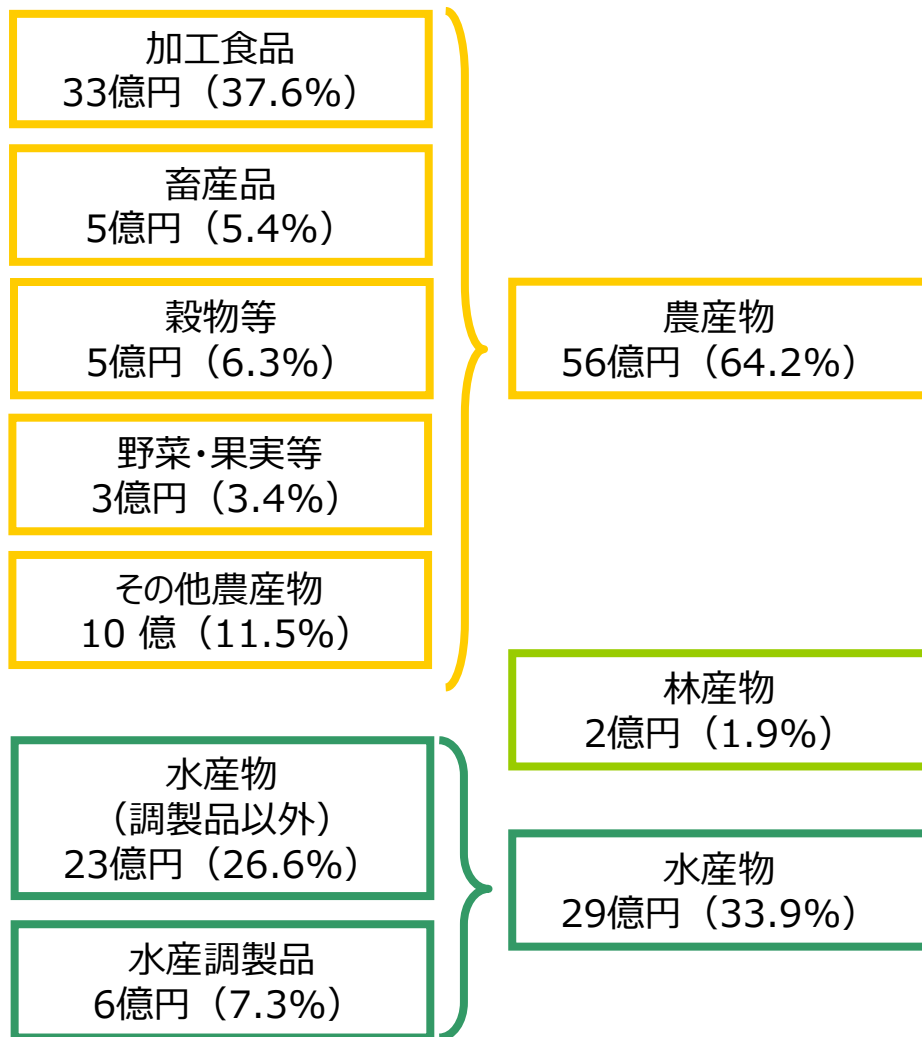 加工食品
33億円（37.6%）
畜産品
5億円（5.4%）
穀物等
5億円（6.3%）
野菜・果実等
3億円（3.4%）
その他農産物
10 億（11.5%）
農産物
56億円（64.2%）
林産物
2億円（1.9%）
水産物
（調製品以外）
23億円（26.6%）
水産調製品
6億円（7.3%）
水産物
29億円（33.9%）